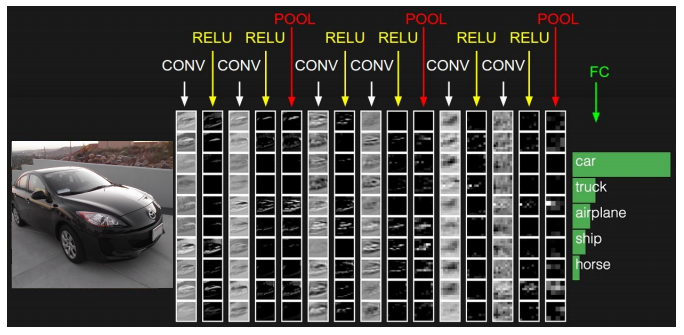 POOL POOL POOL
RELU RELU RELU RELU RELU RELU
CONV CONV CONV CONV CONV CONV
FC
car
truck
airplane
ship
horse